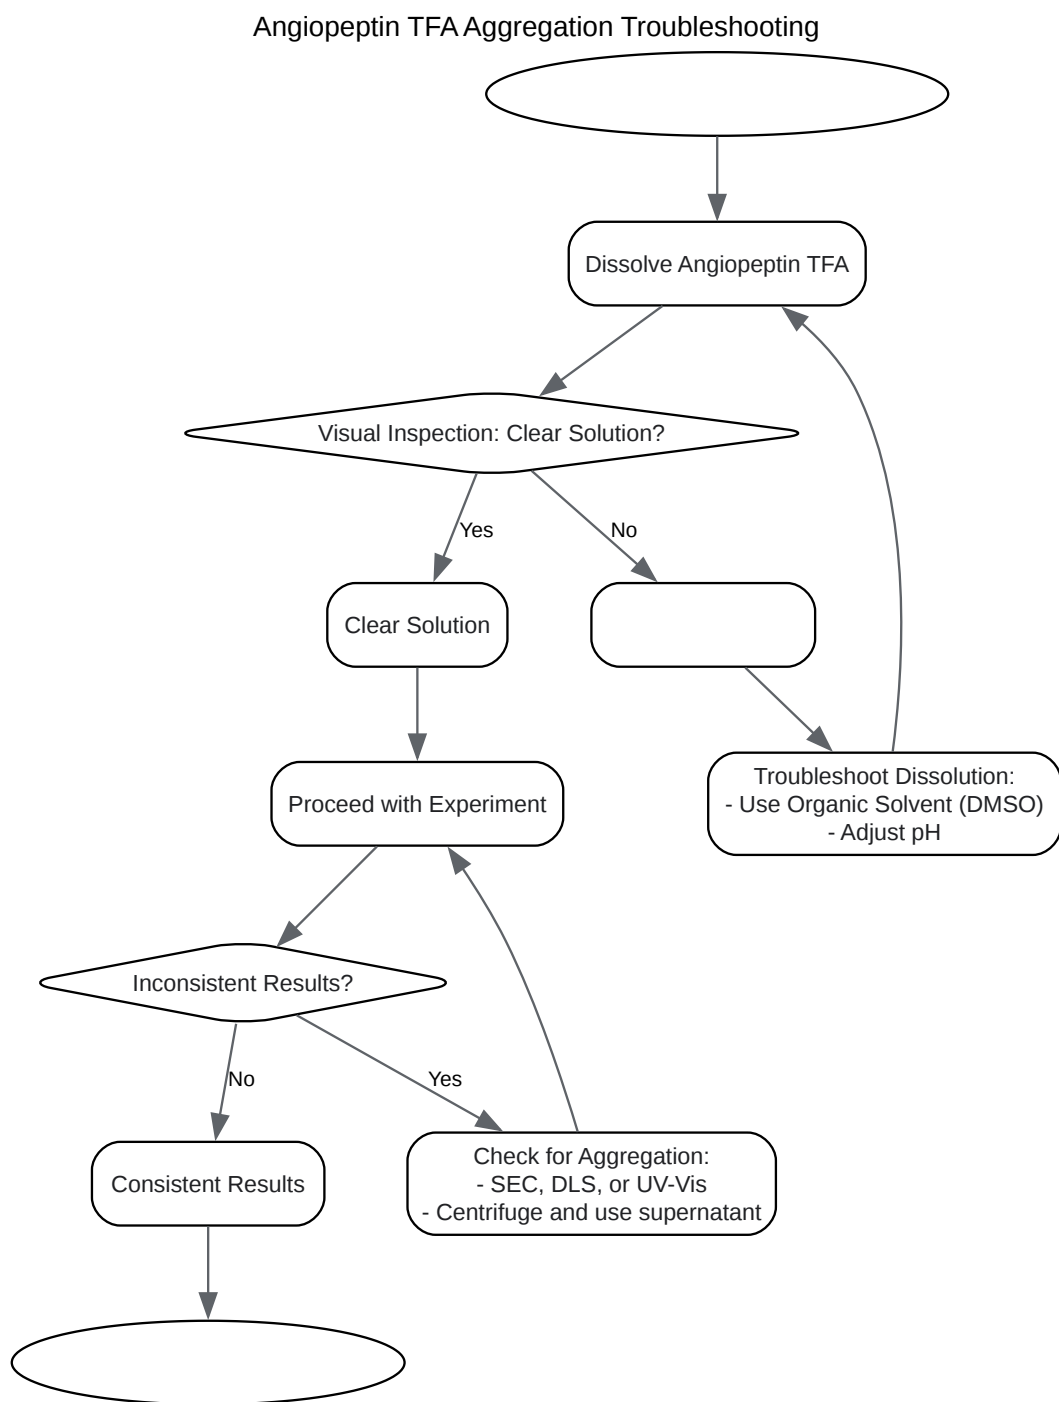 Angiopeptin TFA Aggregation Troubleshooting
Dissolve Angiopeptin TFA
Visual Inspection: Clear Solution?
Yes
No
Clear Solution
Proceed with Experiment
Troubleshoot Dissolution:
- Use Organic Solvent (DMSO)
- Adjust pH
Inconsistent Results?
No
Yes
Consistent Results
Check for Aggregation:
- SEC, DLS, or UV-Vis
- Centrifuge and use supernatant